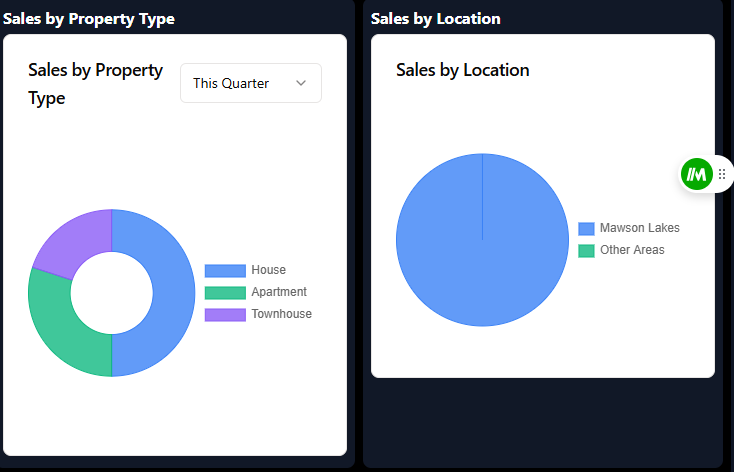 Sales by Property Type
Sales by Property
Type
This Quarter
House
Apartment
Townhouse
Sales by Location
Sales by Location
Mawson Lakes
Other Areas